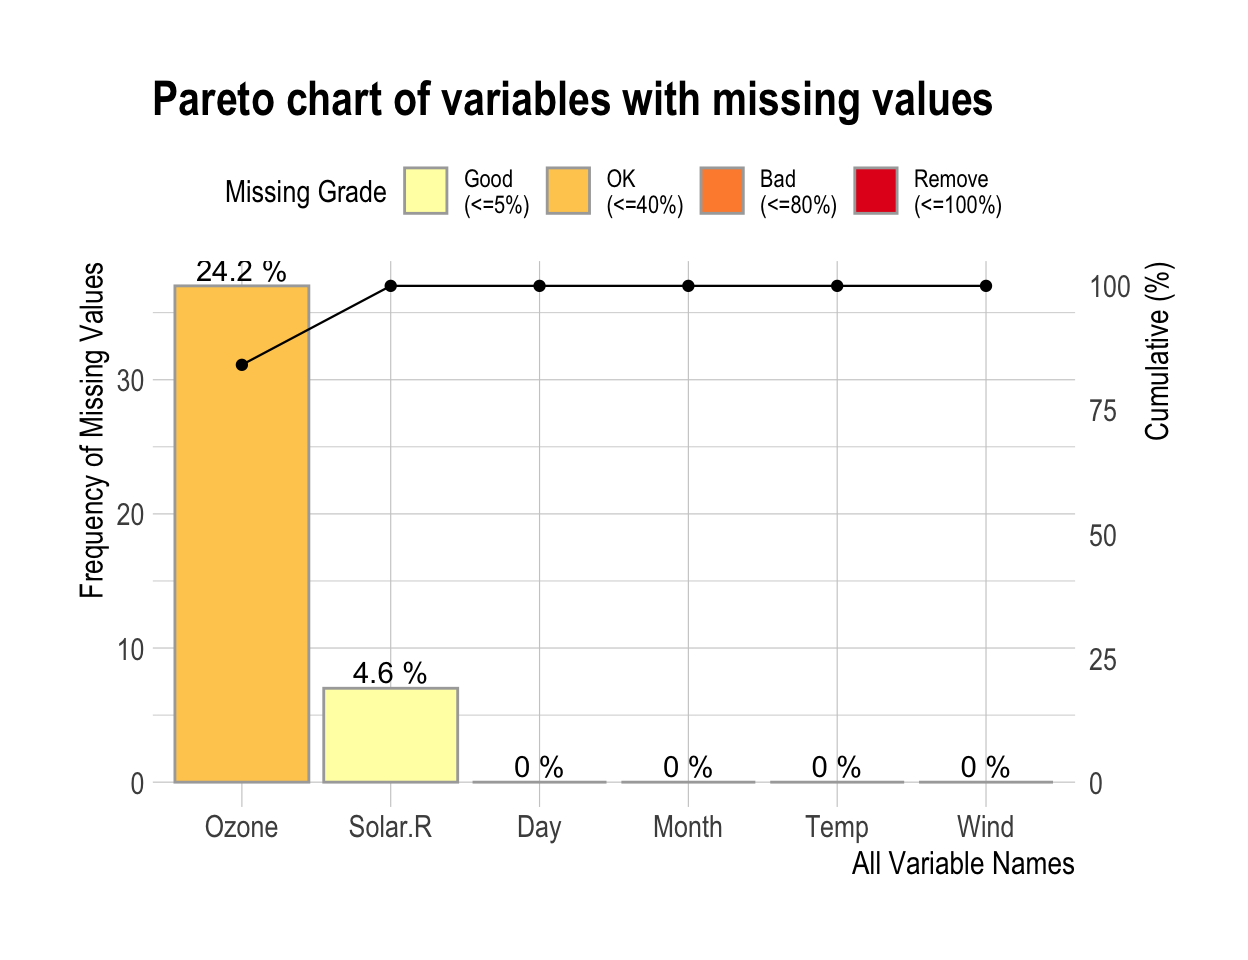 Pareto chart of variables with missing values
Missing Grade
Good
(<=5%)
OK
(<=40%)
Bad
(<=80%)
Remove
(<=100%)
Frequency of Missing Values
30
20
10
0
24.2 %
4.6 %
0 %
0 %
0 %
0 %
100
75
50
25
0
Cumulative (%)
Ozone
Solar.R
Day
Month
Temp
Wind
All Variable Names